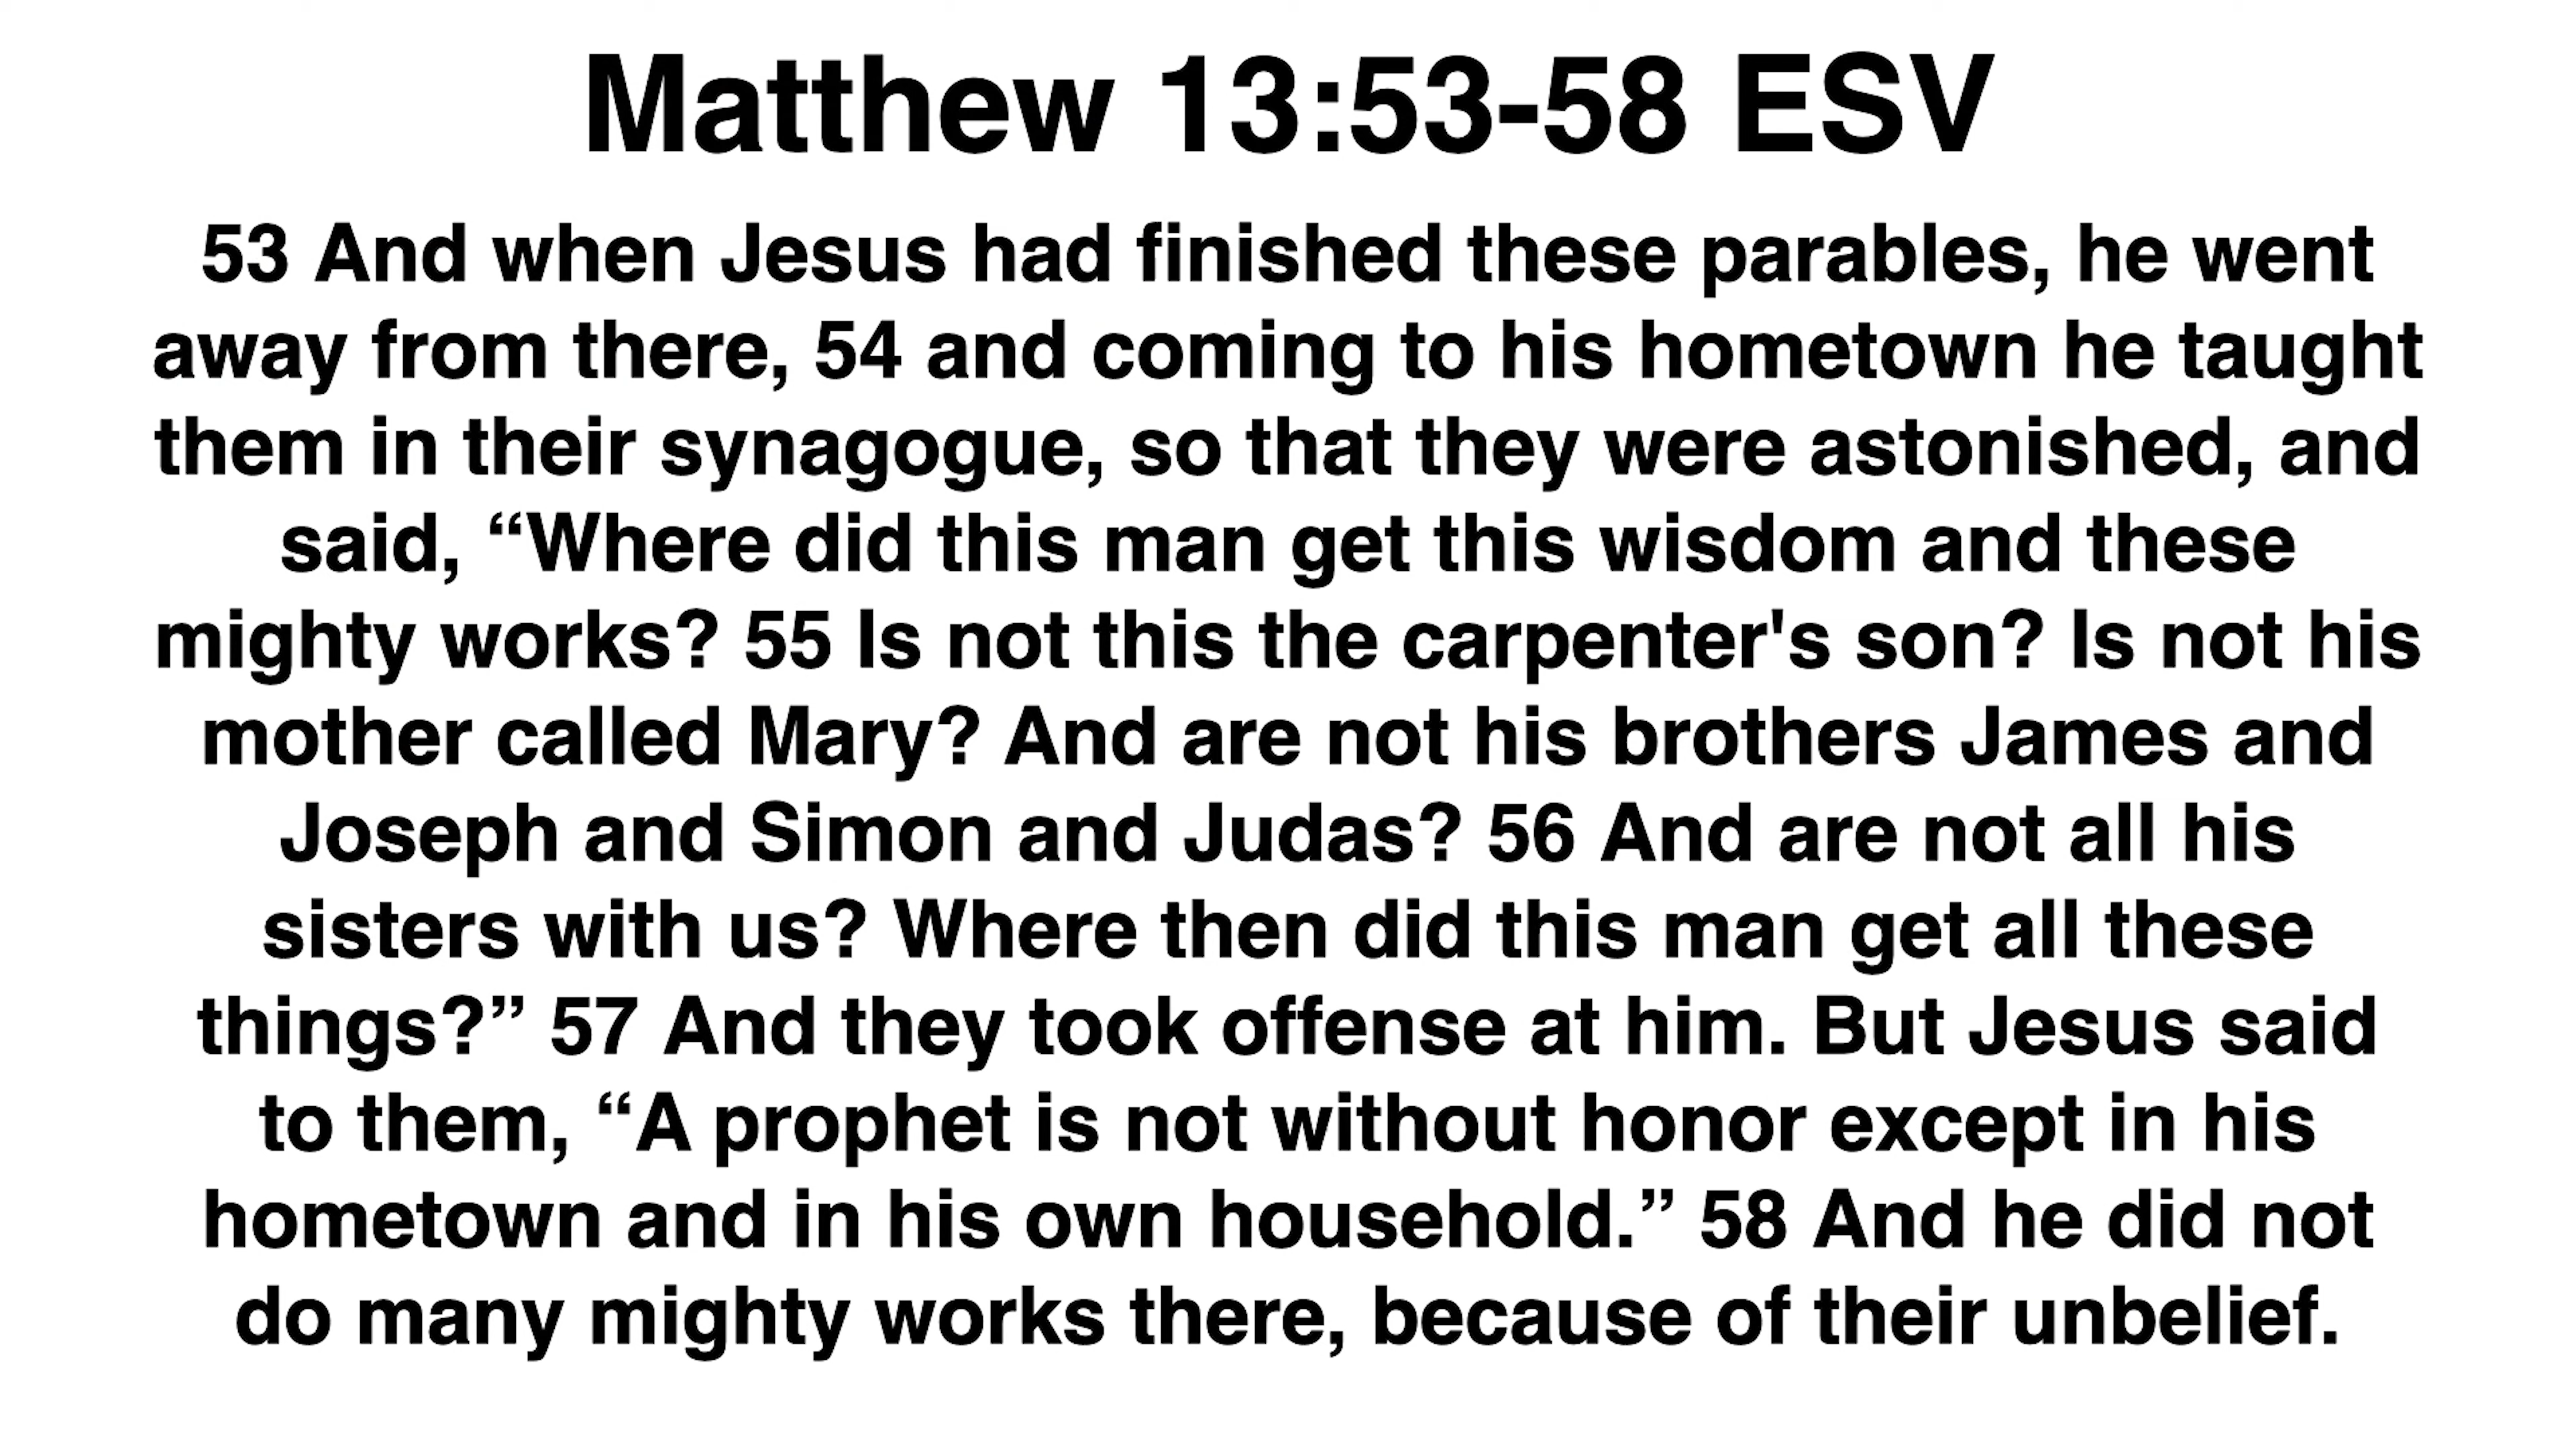 Matthew 13:53-58 ESV
53 And when Jesus had finished these parables, he went
away from there, 54 and coming to his hometown he taught
them in their synagogue, so that they were astonished, and
said, “Where did this man get this wisdom and these
mighty works? 55 Is not this the carpenter's son? Is not his
mother called Mary? And are not his brothers James and
Joseph and Simon and Judas? 56 And are not all his
sisters with us? Where then did this man get all these
things?” 57 And they took offense at him. But Jesus said
to them, “A prophet is not without honor except in his
hometown and in his own household.” 58 And he did not
do many mighty works there, because of their unbelief.